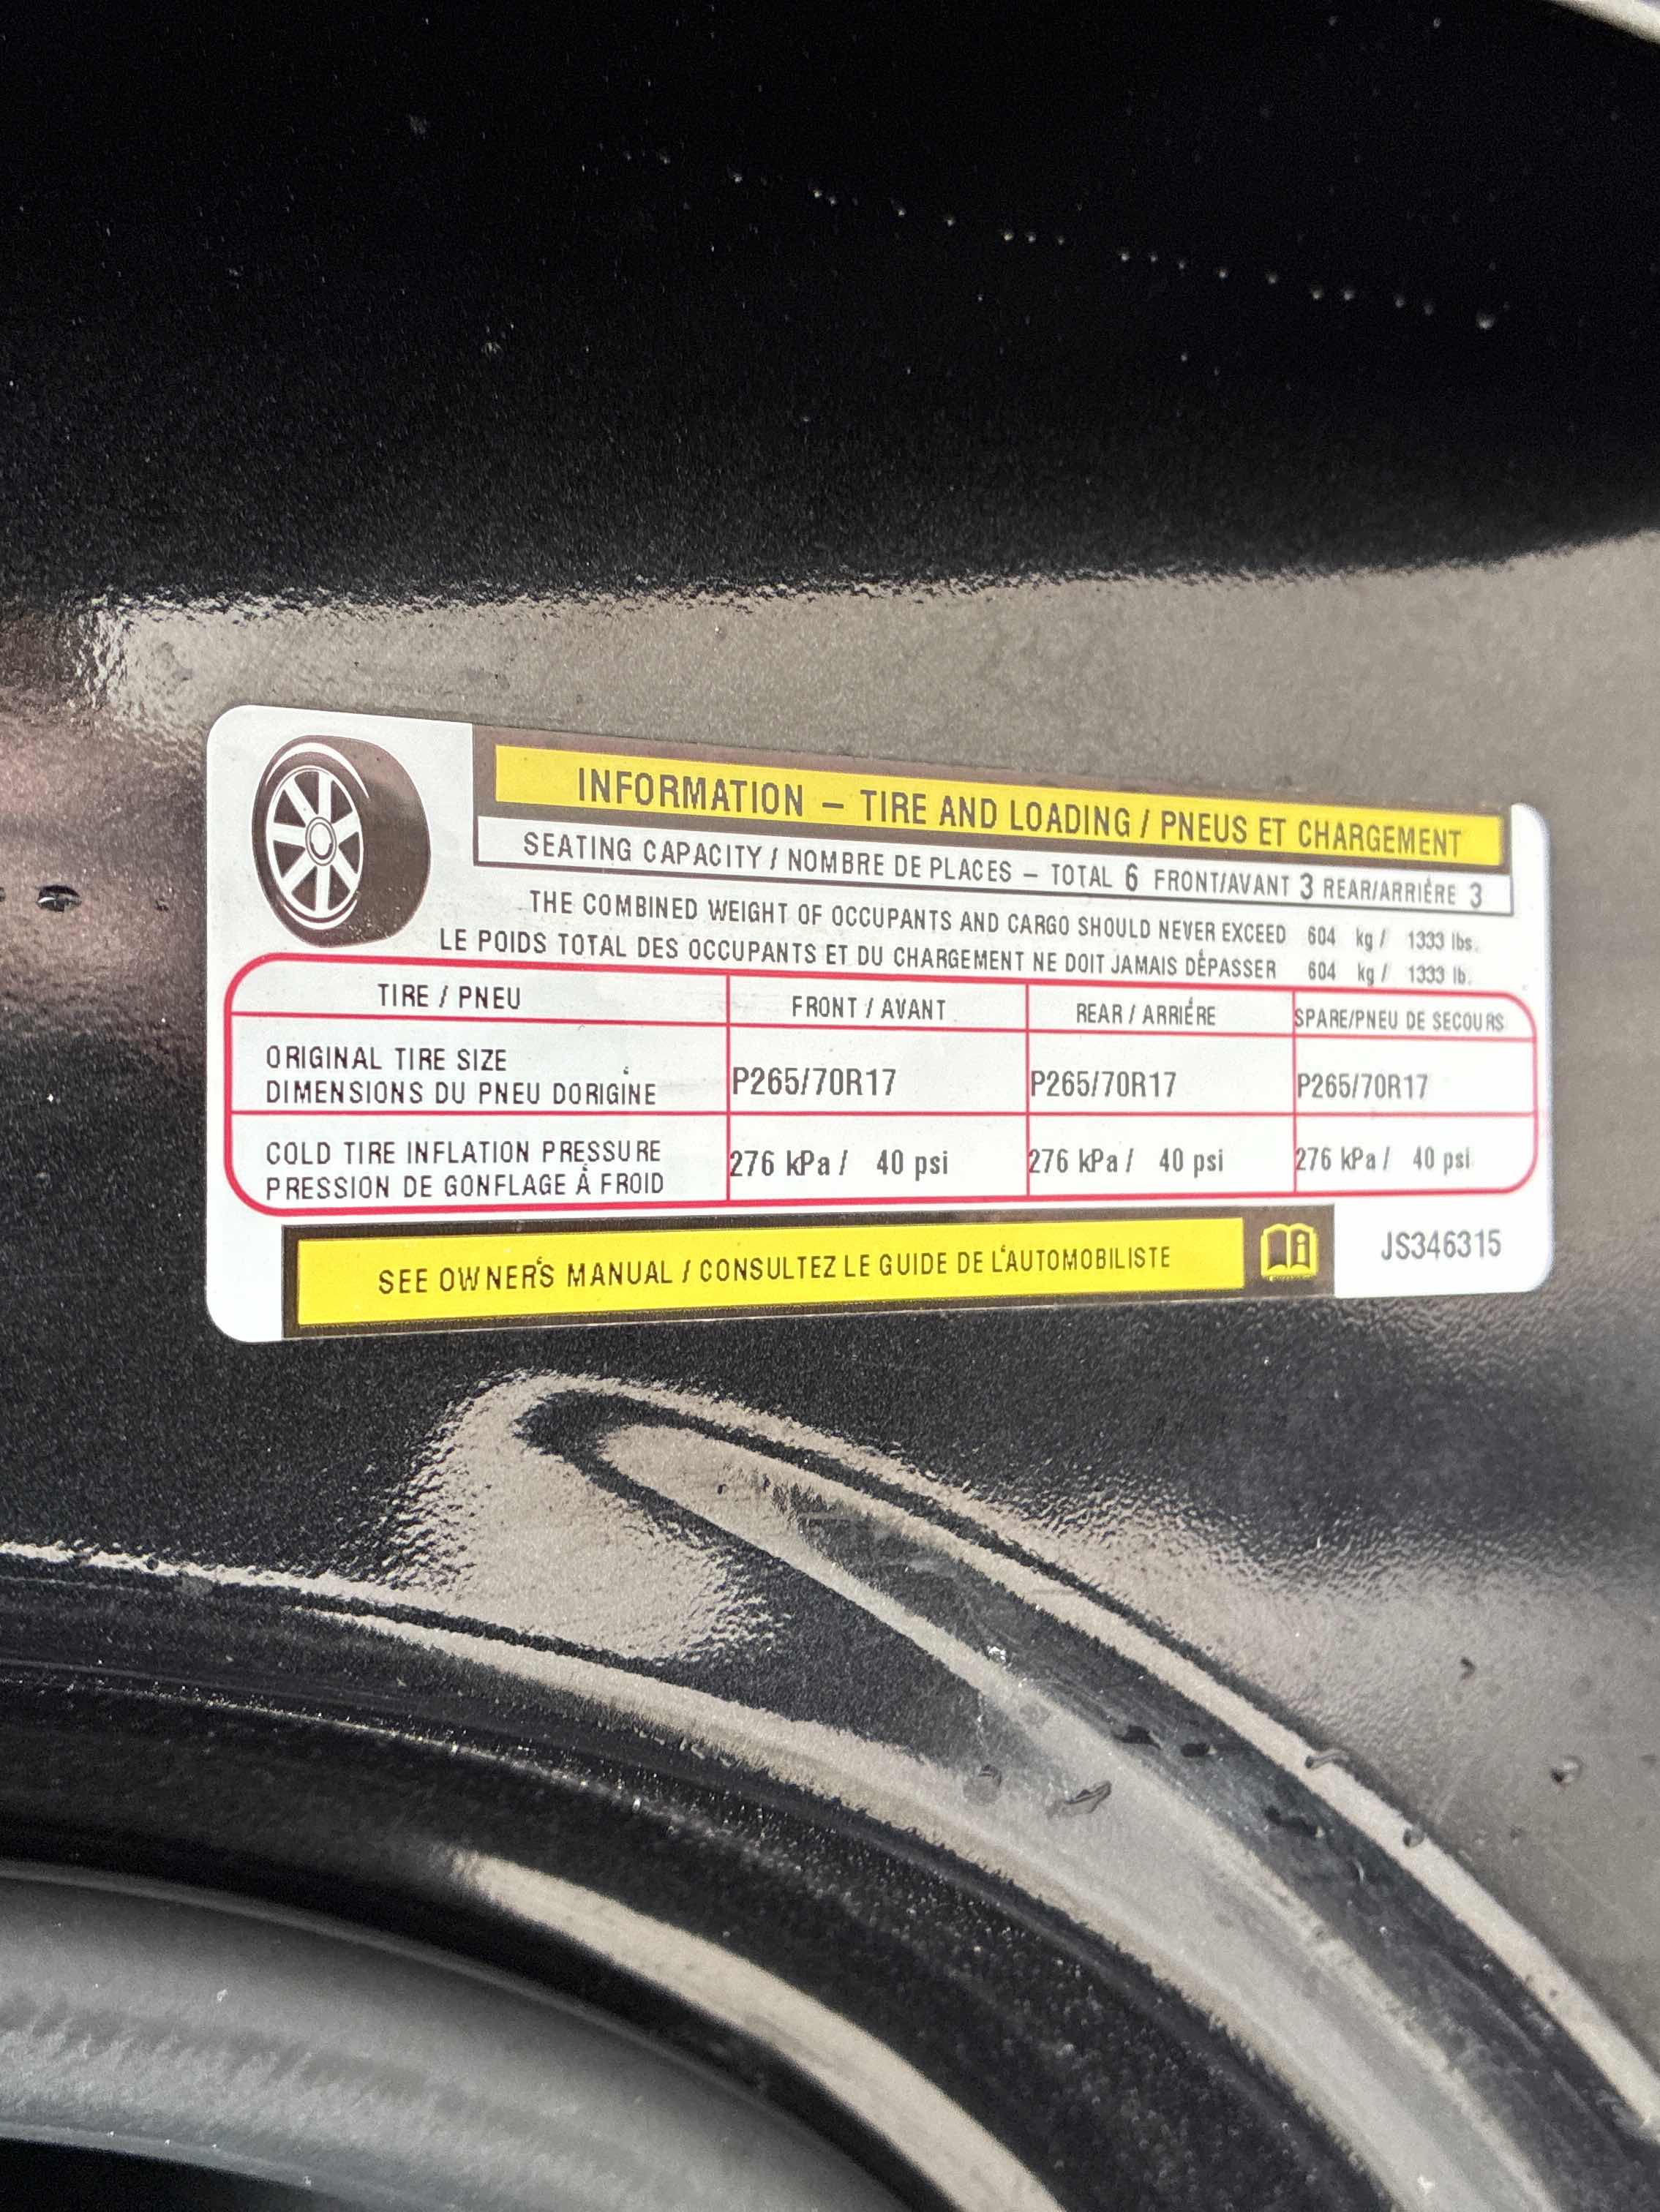 INFORMATION – TIRE AND LOADING / PNEUS ET CHARGEMENT
SEATING CAPACITY / NOMBRE DE PLACES – TOTAL 6 FRONT/AVANT 3 REAR/ARRIÉRE 3
THE COMBINED WEIGHT OF OCCUPANTS AND CARGO SHOULD NEVER EXCEED 604 kg / 1333 lbs.
LE POIDS TOTAL DES OCCUPANTS ET DU CHARGEMENT NE DOIT JAMAIS DÉPASSER 604 kg / 1333 lb.
TIRE / PNEU FRONT / AVANT REAR / ARRIÉRE SPARE/PNEU DE SECOURS
ORIGINAL TIRE SIZE
DIMENSIONS DU PNEU DORIGINE P265/70R17 P265/70R17 P265/70R17
COLD TIRE INFLATION PRESSURE
PRESSION DE GONFLAGE Á FROID 276 kPa / 40 psi 276 kPa / 40 psi 276 kPa / 40 psi
SEE OWNER'S MANUAL / CONSULTEZ LE GUIDE DE L'AUTOMOBILISTE
JS346315